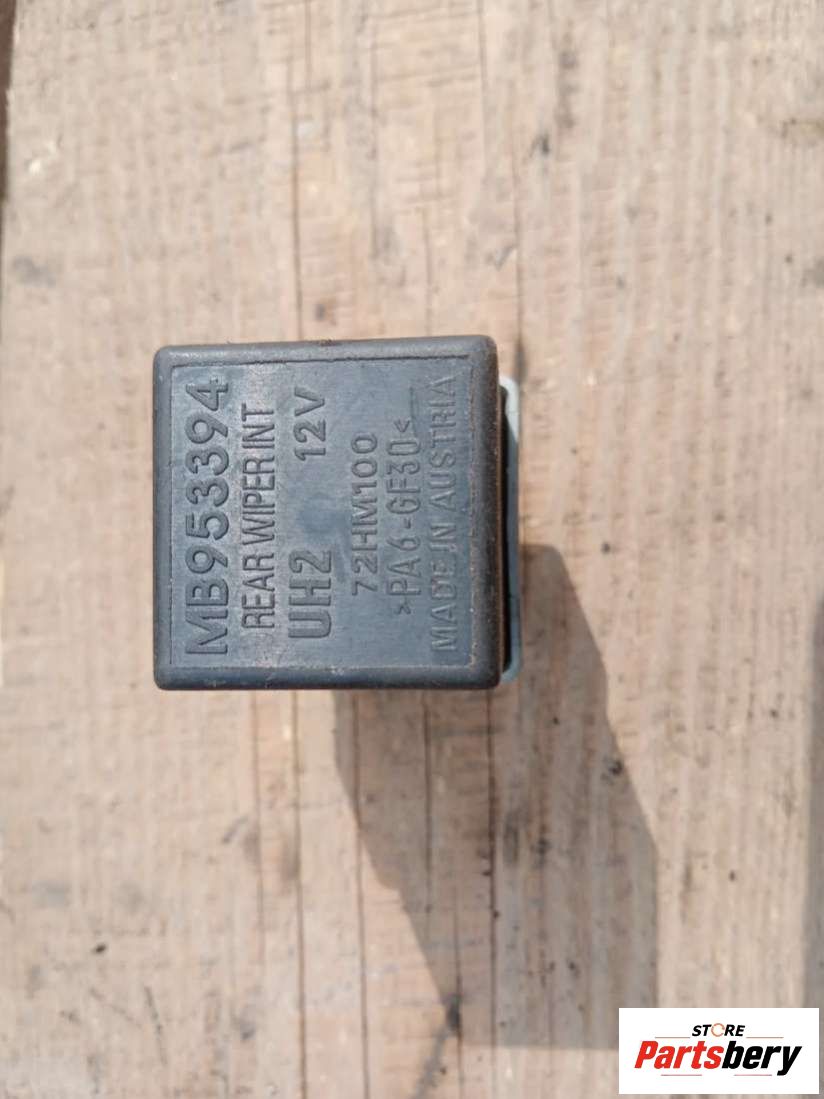 MB953394
REAR WIPER INT
UH2 12V
72HM100
>PA6-GF30<
MADE IN AUSTRIA
STORE
Partsbery